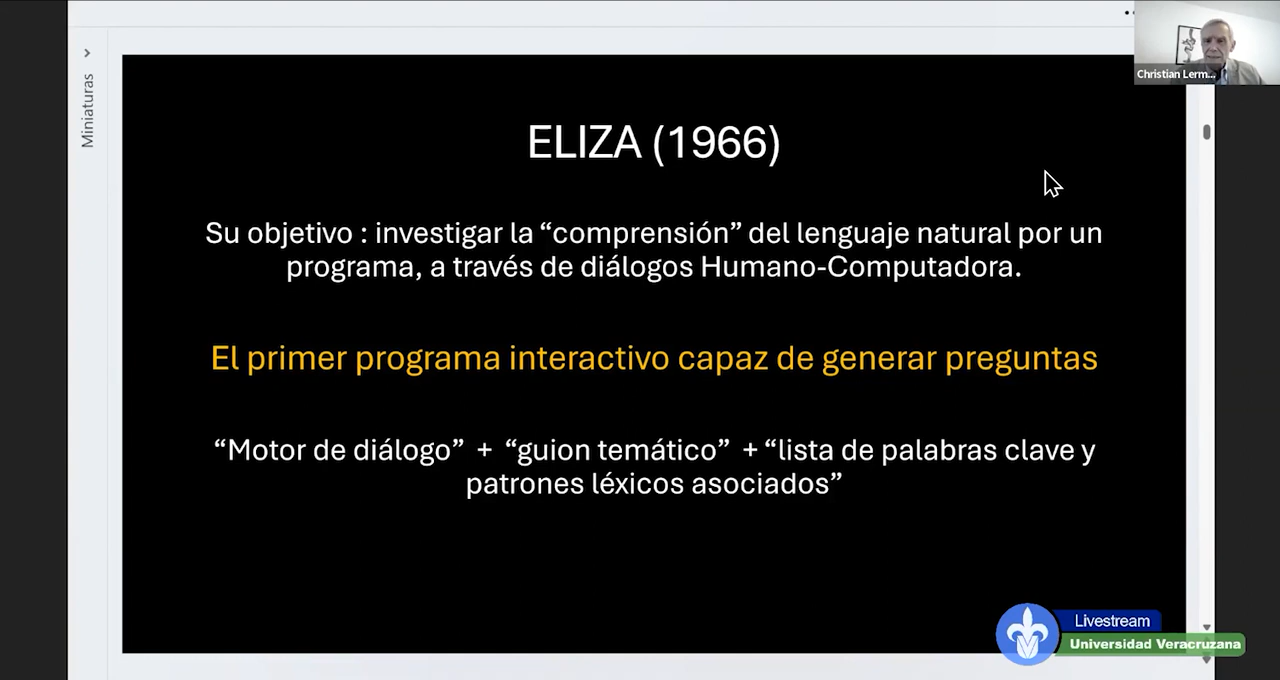 Miniaturas
Christian Lerm...
ELIZA (1966)
Su objetivo : investigar la “comprensión” del lenguaje natural por un
programa, a través de diálogos Humano-Computadora.
El primer programa interactivo capaz de generar preguntas
“Motor de diálogo” + “guion temático” + “lista de palabras clave y
patrones léxicos asociados”
Livestream
Universidad Veracruzana